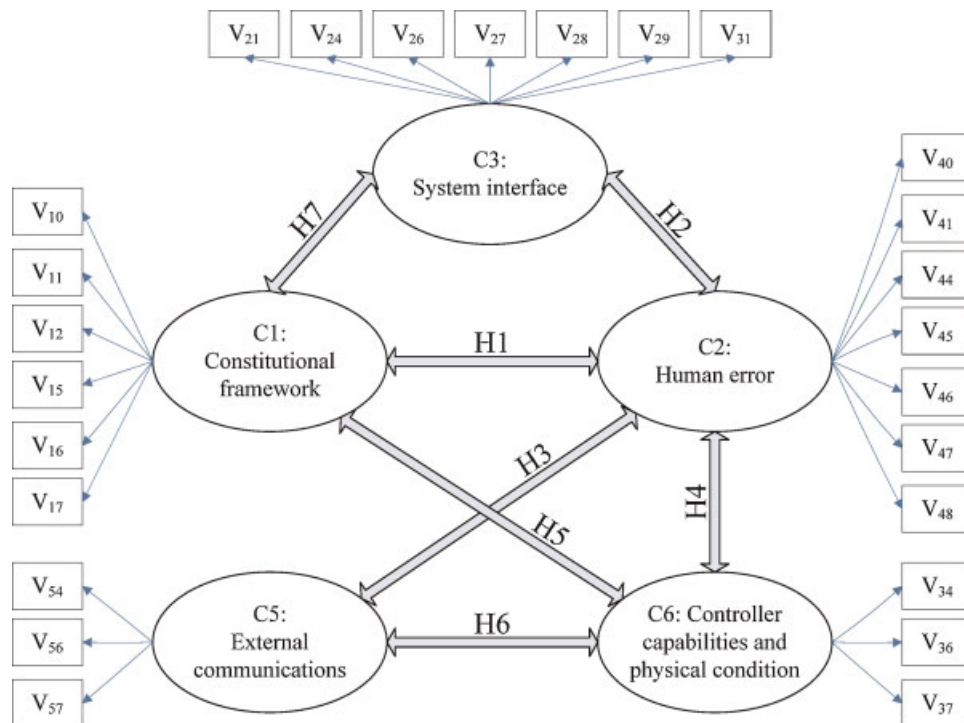 V₂₁ V₂₄ V₂₆ V₂₇ V₂₈ V₂₉ V₃₁
C3:
System interface
H7
H2
V₁₀
V₁₁
V₁₂
V₁₅
V₁₆
V₁₇
C1:
Constitutional
framework
H1
C2:
Human error
V₄₀
V₄₁
V₄₄
V₄₅
V₄₆
V₄₇
V₄₈
H3
H5
H4
V₅₄
V₅₆
V₅₇
C5:
External
communications
H6
C6: Controller
capabilities and
physical condition
V₃₄
V₃₆
V₃₇